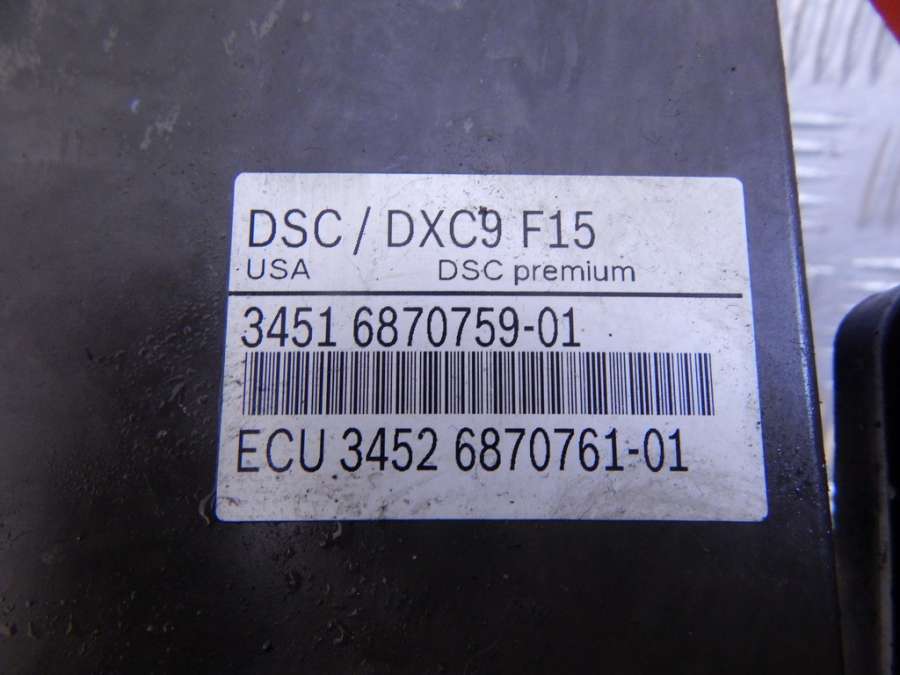 DSC / DXC9 F15
USA DSC premium
3451 6870759-01
ECU 3452 6870761-01